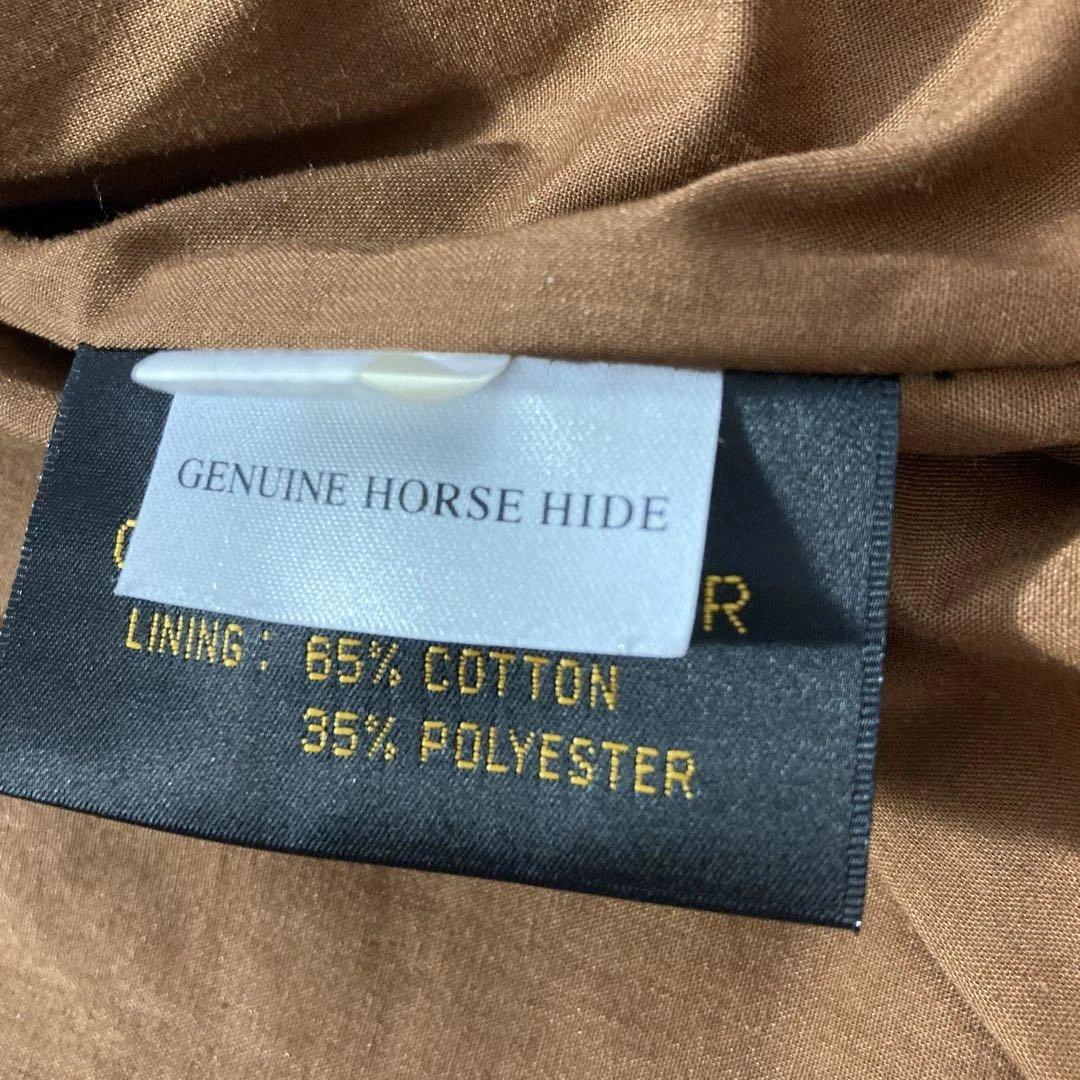 GENUINE HORSE HIDE
LINING: 65% COTTON
35% POLYESTER